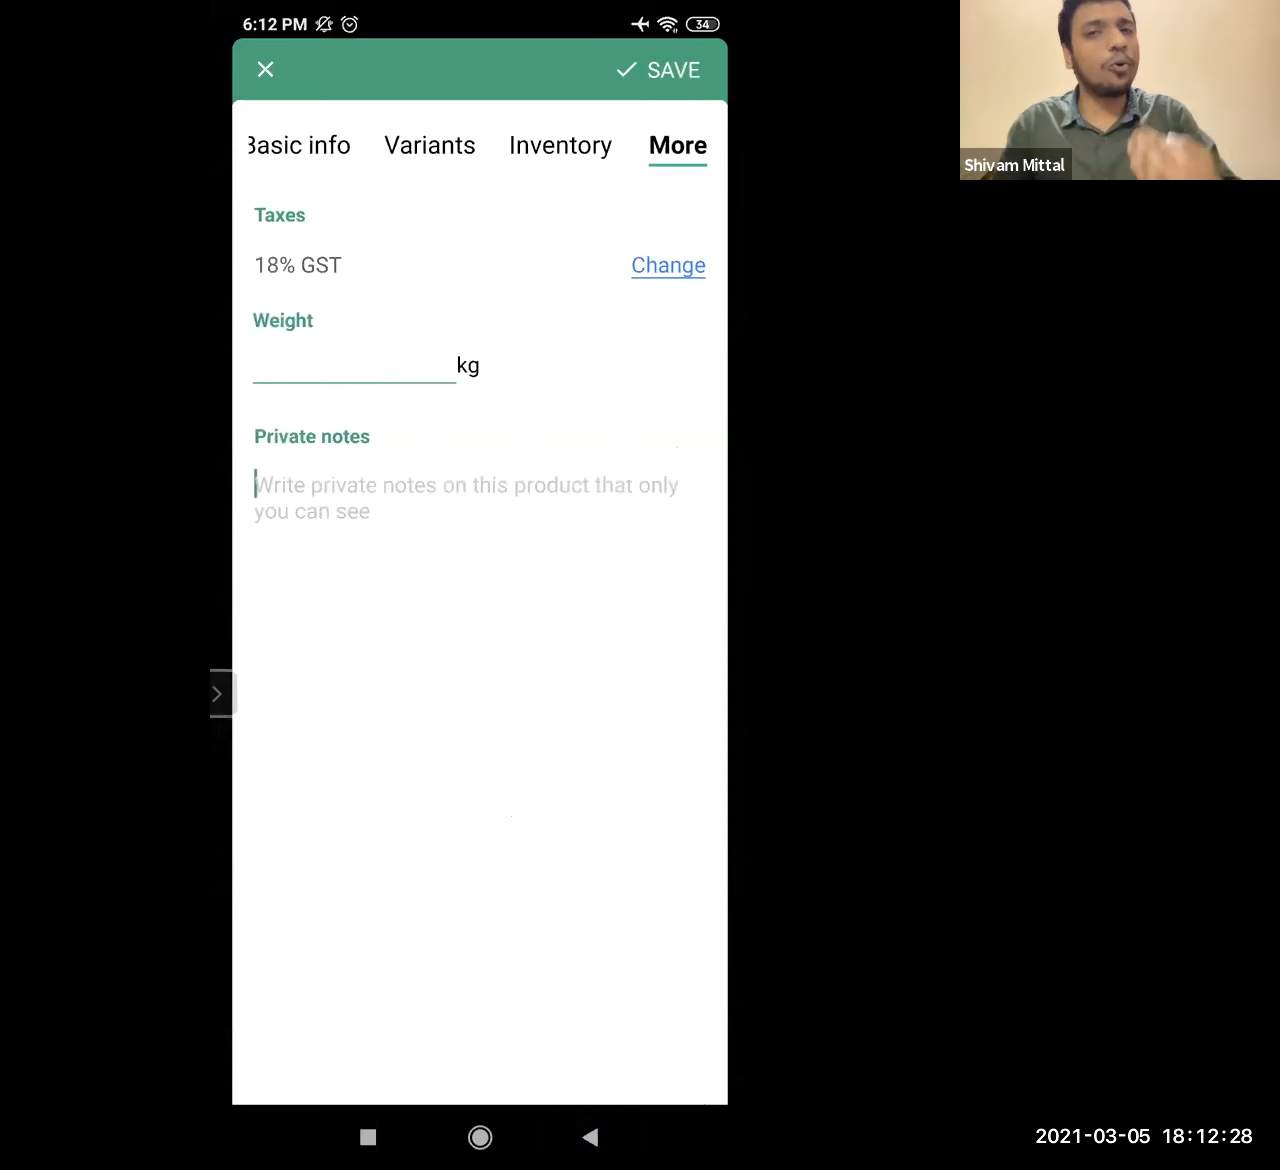 6:12 PM
34
SAVE
Basic info Variants Inventory More
Taxes
18% GST Change
Weight
kg
Private notes
Write private notes on this product that only
you can see
Shivam Mittal
2021-03-05 18:12:28